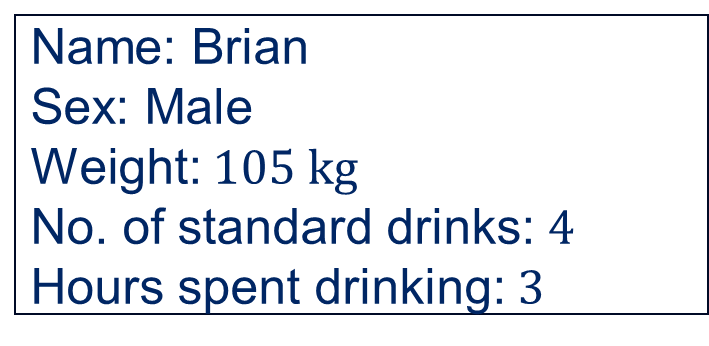 Name: Brian
Sex: Male
Weight: 105 kg
No. of standard drinks: 4
Hours spent drinking: 3